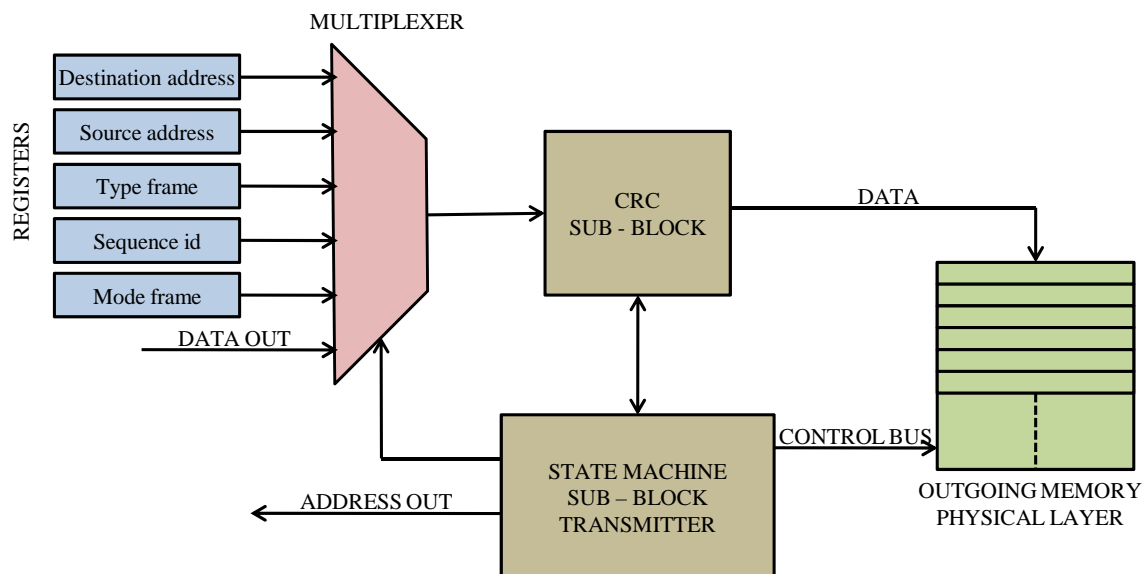 MULTIPLEXER
REGISTERS
Destination address
Source address
Type frame
Sequence id
Mode frame
DATA OUT
CRC
SUB - BLOCK
DATA
STATE MACHINE
SUB – BLOCK
TRANSMITTER
CONTROL BUS
ADDRESS OUT
OUTGOING MEMORY
PHYSICAL LAYER